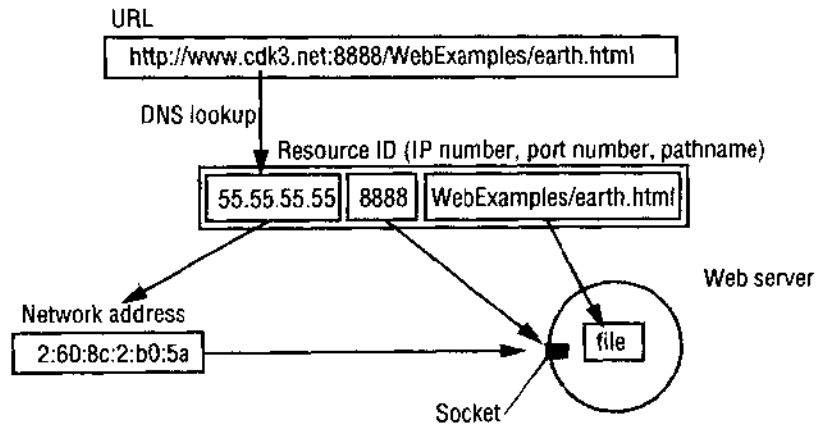 URL
http://www.cdk3.net:8888/WebExamples/earth.html
DNS lookup
Resource ID (IP number, port number, pathname)
55.55.55.55 8888 WebExamples/earth.html
Web server
Network address
2:60:8c:2:b0:5a
file
Socket